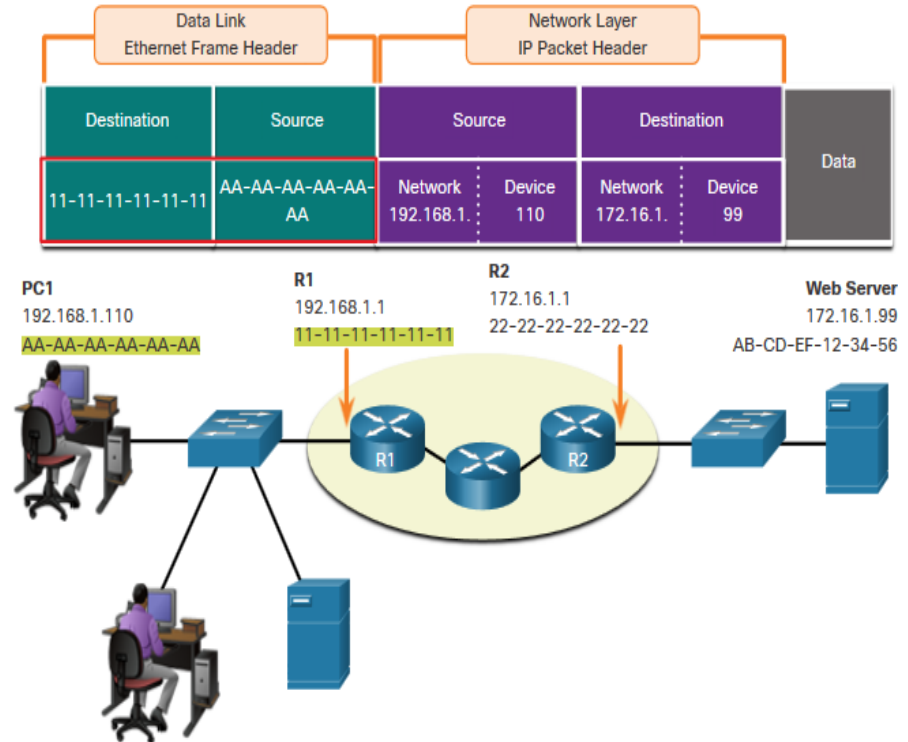 Data Link
Ethernet Frame Header
Network Layer
IP Packet Header
Destination
Source
Source
Destination
Data
11-11-11-11-11-11
AA-AA-AA-AA-AA-
AA
Network
192.168.1.
Device
110
Network
172.16.1.
Device
99
PC1
192.168.1.110
AA-AA-AA-AA-AA-AA
R1
192.168.1.1
11-11-11-11-11-11
R2
172.16.1.1
22-22-22-22-22-22
Web Server
172.16.1.99
AB-CD-EF-12-34-56
R1
R2